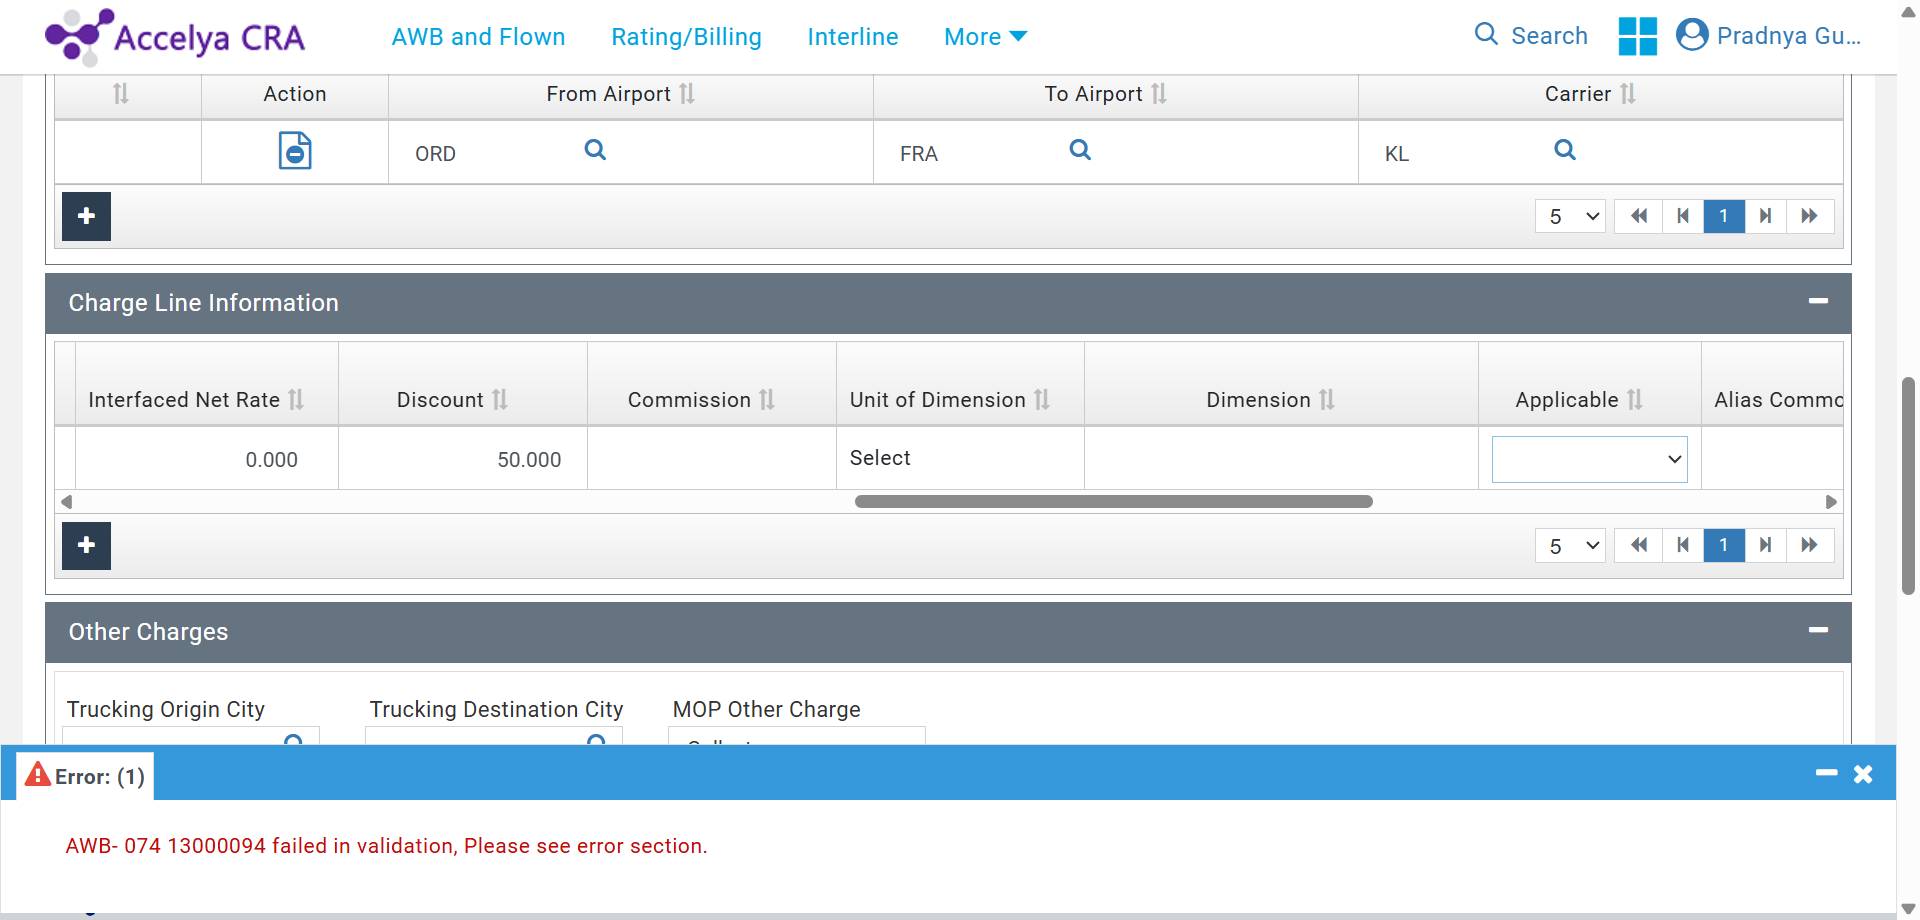 Accelya CRA
AWB and Flown Rating/Billing Interline More Search Pradnya Gu...
Action From Airport To Airport Carrier
ORD FRA KL
5 1
Charge Line Information
Interfaced Net Rate Discount Commission Unit of Dimension Dimension Applicable Alias Commo
0.000 50.000 Select
5 1
Other Charges
Trucking Origin City Trucking Destination City MOP Other Charge
Error: (1)
AWB- 074 13000094 failed in validation, Please see error section.